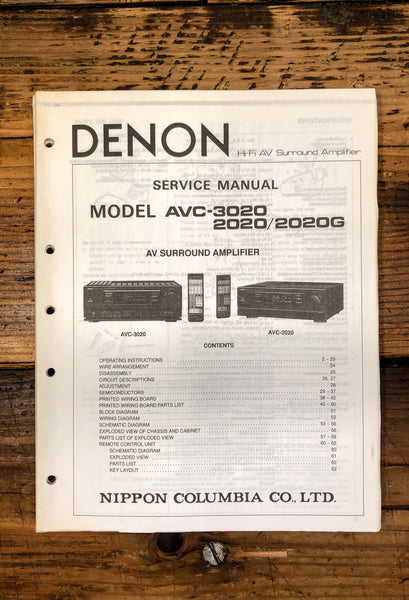 DENON Hi-Fi AV Surround Amplifier
SERVICE MANUAL
MODEL AVC-3020
2020/2020G
AV SURROUND AMPLIFIER
AVC-3020 AVC-2020
CONTENTS
OPERATING INSTRUCTIONS 2 – 23
WIRE ARRANGEMENT 24
DISASSEMBLY 25
CIRCUIT DESCRIPTIONS 26, 27
ADJUSTMENT 28
SEMICONDUCTORS 29 – 37
PRINTED WIRING BOARD 38 – 42
PRINTED WIRING BOARD PARTS LIST 42 – 50
BLOCK DIAGRAM 51
WIRING DIAGRAM 52
SCHEMATIC DIAGRAM 53 – 56
EXPLODED VIEW OF CHASSIS AND CABINET 56
PARTS LIST OF EXPLODED VIEW 57 – 59
REMOTE CONTROL UNIT 60 – 62
SCHEMATIC DIAGRAM 60
EXPLODED VIEW 61
PARTS LIST 62
KEY LAYOUT 62
NIPPON COLUMBIA CO., LTD.